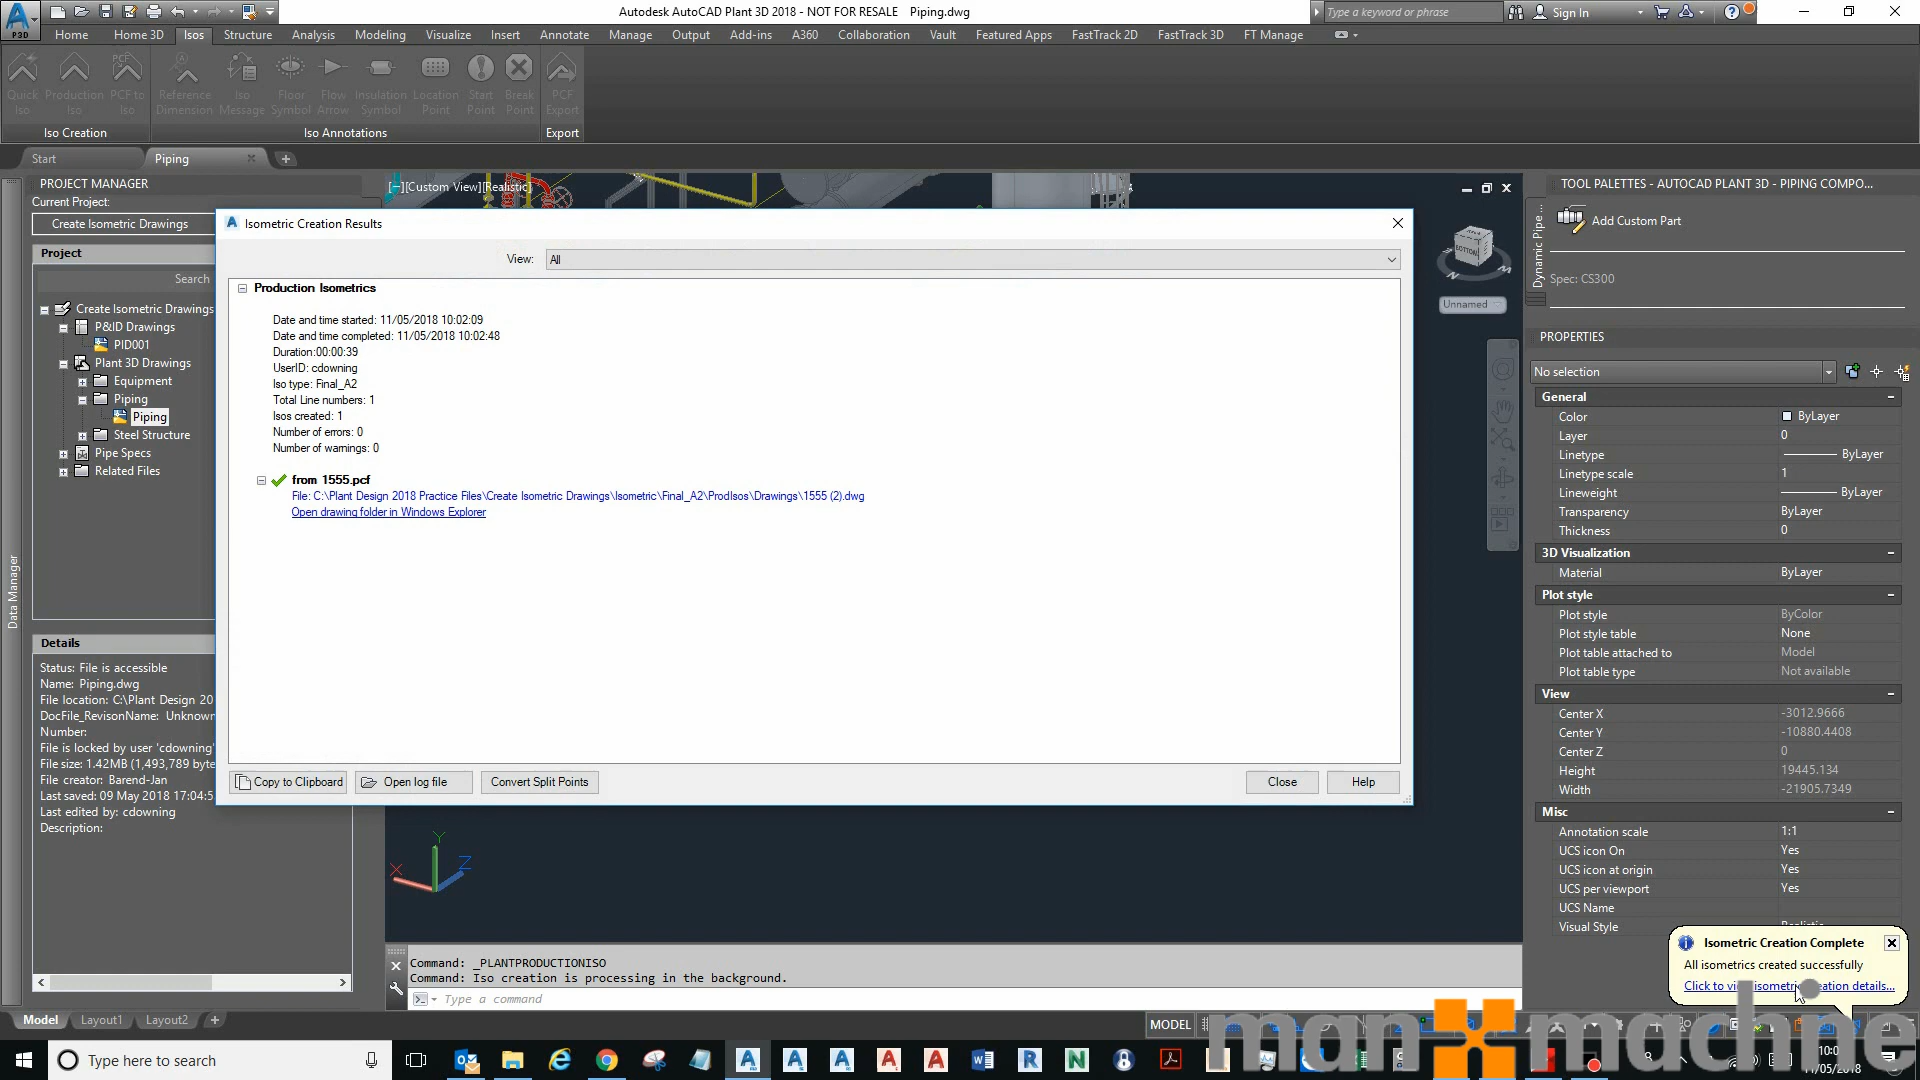 Autodesk AutoCAD Plant 3D 2018 - NOT FOR RESALE Piping.dwg
Type a keyword or phrase
Sign In
P3D
Home Home 3D Isos Structure Analysis Modeling Visualize Insert Annotate Manage Output Add-ins A360 Collaboration Vault Featured Apps FastTrack 2D FastTrack 3D FT Manage
Quick Iso
Production Iso
PCF to Iso
Reference Dimension
Iso Message
Floor Symbol
Flow Arrow
Insulation Symbol
Location Point
Start Point
Break Point
PCF Export
Iso Creation
Iso Annotations
Export
Start
Piping
PROJECT MANAGER
Current Project:
Create Isometric Drawings
Project
Search
Create Isometric Drawings
P&ID Drawings
PID001
Plant 3D Drawings
Equipment
Piping
Piping
Steel Structure
Pipe Specs
Related Files
Data Manager
Details
Status: File is accessible
Name: Piping.dwg
File location: C:\Plant Design 20
DocFile_RevisonName: Unknown
Number:
File is locked by user 'cdowning'
File size: 1.42MB (1,493,789 byte
File creator: Barend-Jan
Last saved: 09 May 2018 17:04:5
Last edited by: cdowning
Description:
[−][Custom View][Realistic]
Isometric Creation Results
View:
All
Production Isometrics
Date and time started: 11/05/2018 10:02:09
Date and time completed: 11/05/2018 10:02:48
Duration:00:00:39
UserID: cdowning
Iso type: Final_A2
Total Line numbers: 1
Isos created: 1
Number of errors: 0
Number of warnings: 0
from 1555.pcf
File: C:\Plant Design 2018 Practice Files\Create Isometric Drawings\Isometric\Final_A2\ProdIsos\Drawings\1555 (2).dwg
Open drawing folder in Windows Explorer
Copy to Clipboard
Open log file
Convert Split Points
Close
Help
BOTTOM
N
Unnamed
Y
X
Z
Command: _PLANTPRODUCTIONISO
Command: Iso creation is processing in the background.
Type a command
Model
Layout1
Layout2
MODEL
TOOL PALETTES - AUTOCAD PLANT 3D - PIPING COMPO...
Dynamic Pipe...
Add Custom Part
Spec: CS300
PROPERTIES
No selection
General
Color ByLayer
Layer 0
Linetype ByLayer
Linetype scale 1
Lineweight ByLayer
Transparency ByLayer
Thickness 0
3D Visualization
Material ByLayer
Plot style
Plot style ByColor
Plot style table None
Plot table attached to Model
Plot table type Not available
View
Center X -3012.9666
Center Y -10880.4408
Center Z 0
Height 19445.134
Width -21905.7349
Misc
Annotation scale 1:1
UCS icon On Yes
UCS icon at origin Yes
UCS per viewport Yes
UCS Name
Visual Style Realistic
Isometric Creation Complete
All isometrics created successfully
man machine
Type here to search
11/05/2018